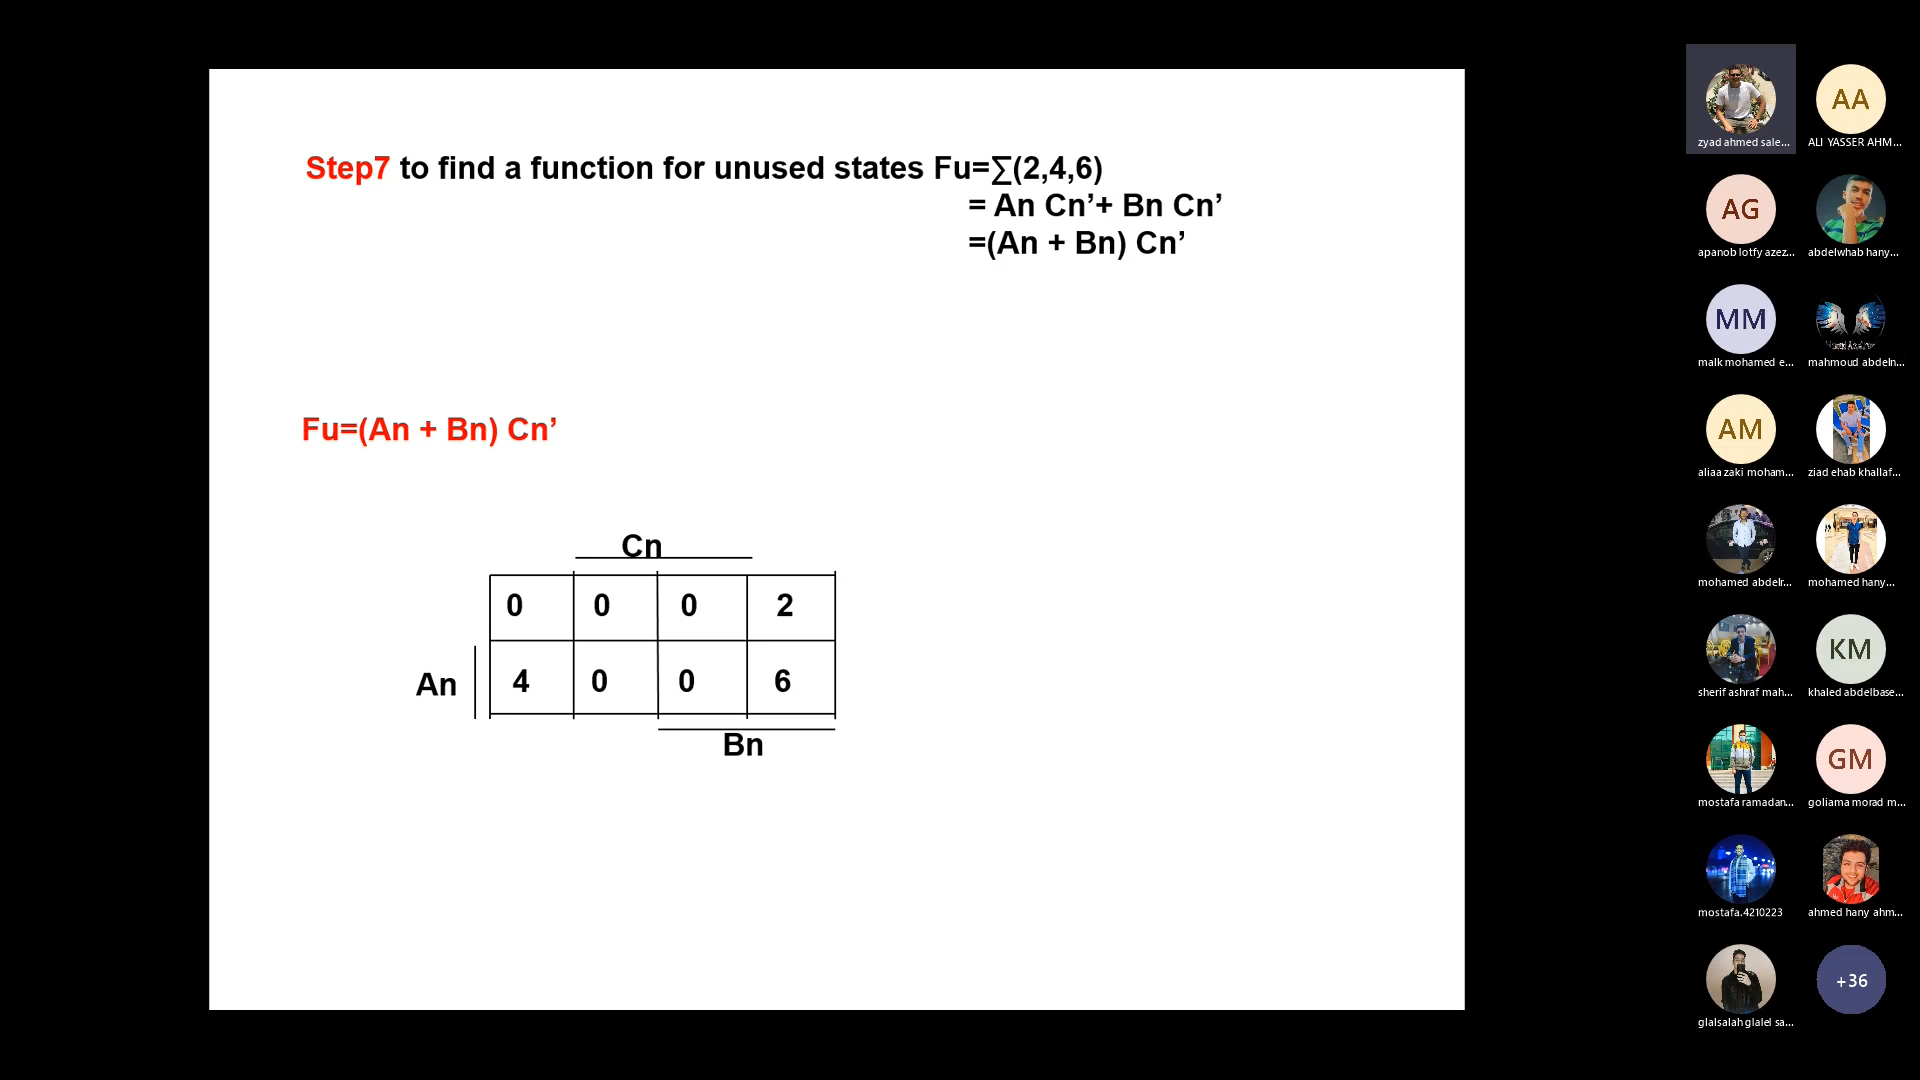 Step7 to find a function for unused states Fu=∑(2,4,6)
= An Cn’+ Bn Cn’
=(An + Bn) Cn’
Fu=(An + Bn) Cn’
Cn
0 0 0 2
An 4 0 0 6
Bn
AA
zyad ahmed sale... ALI YASSER AHM...
AG
apanob lotfy azez... abdelwhab hany...
MM
malk mohamed e... mahmoud abdeln...
AM
aliaa zaki moham... ziad ehab khallaf...
mohamed abdelr... mohamed hany...
KM
sherif ashraf mah... khaled abdelbase...
GM
mostafa ramadan... goliama morad m...
mostafa.4210223 ahmed hany ahm...
+36
glalsalah glalel sa...